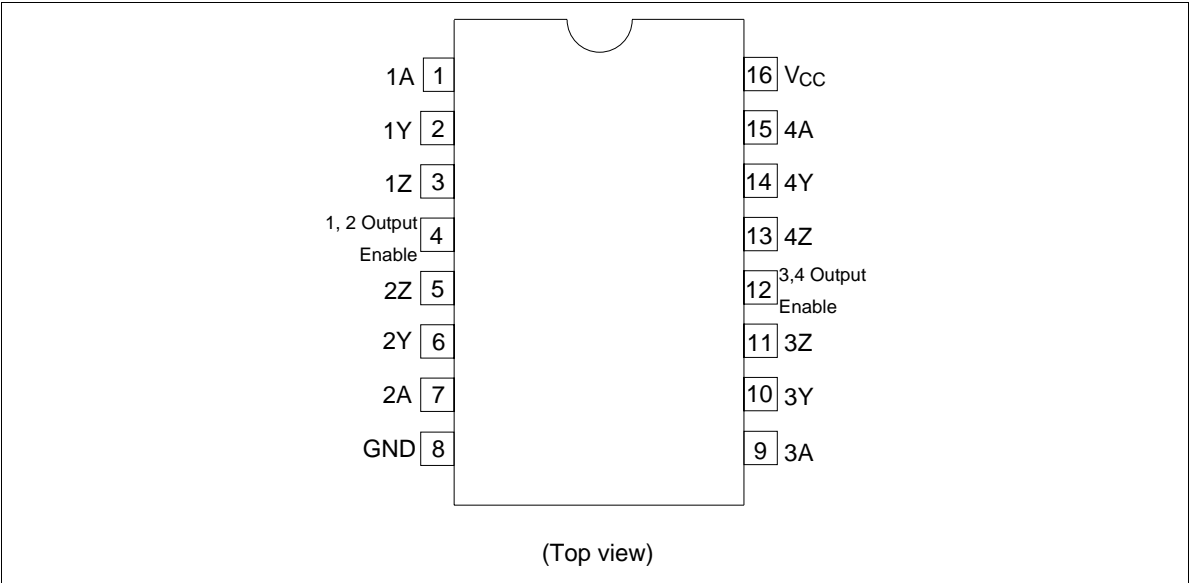 1A 1
1Y 2
1Z 3
1, 2 Output
Enable
4
2Z 5
2Y 6
2A 7
GND 8
16 VCC
15 4A
14 4Y
13 4Z
12
3,4 Output
Enable
11 3Z
10 3Y
9 3A
(Top view)